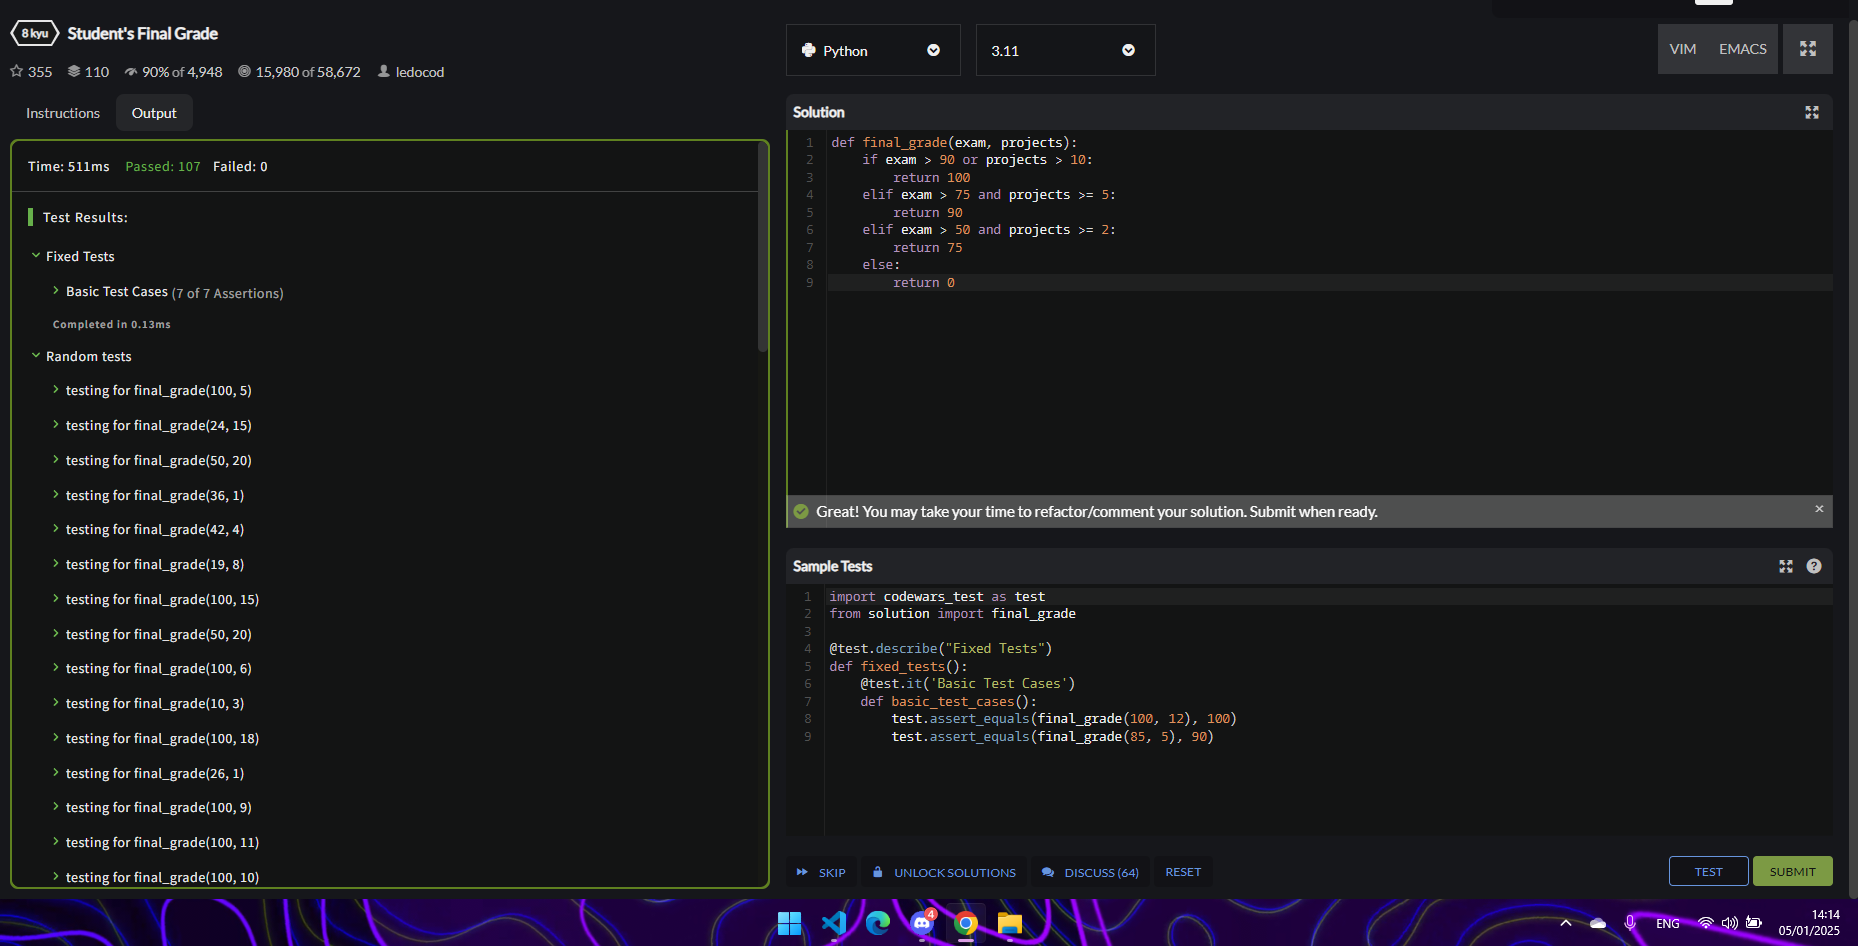 8 kyu Student's Final Grade
355 110 90% of 4,948 15,980 of 58,672 ledocod
Instructions Output
Time: 511ms Passed: 107 Failed: 0
Test Results:
Fixed Tests
Basic Test Cases (7 of 7 Assertions)
Completed in 0.13ms
Random tests
testing for final_grade(100, 5)
testing for final_grade(24, 15)
testing for final_grade(50, 20)
testing for final_grade(36, 1)
testing for final_grade(42, 4)
testing for final_grade(19, 8)
testing for final_grade(100, 15)
testing for final_grade(50, 20)
testing for final_grade(100, 6)
testing for final_grade(10, 3)
testing for final_grade(100, 18)
testing for final_grade(26, 1)
testing for final_grade(100, 9)
testing for final_grade(100, 11)
testing for final_grade(100, 10)
Python 3.11 VIM EMACS
Solution
1 def final_grade(exam, projects):
2     if exam > 90 or projects > 10:
3         return 100
4     elif exam > 75 and projects >= 5:
5         return 90
6     elif exam > 50 and projects >= 2:
7         return 75
8     else:
9         return 0
Great! You may take your time to refactor/comment your solution. Submit when ready. ×
Sample Tests ?
1 import codewars_test as test
2 from solution import final_grade
3
4 @test.describe("Fixed Tests")
5 def fixed_tests():
6     @test.it('Basic Test Cases')
7     def basic_test_cases():
8         test.assert_equals(final_grade(100, 12), 100)
9         test.assert_equals(final_grade(85, 5), 90)
SKIP UNLOCK SOLUTIONS DISCUSS (64) RESET TEST SUBMIT
4 ENG 14:14
05/01/2025